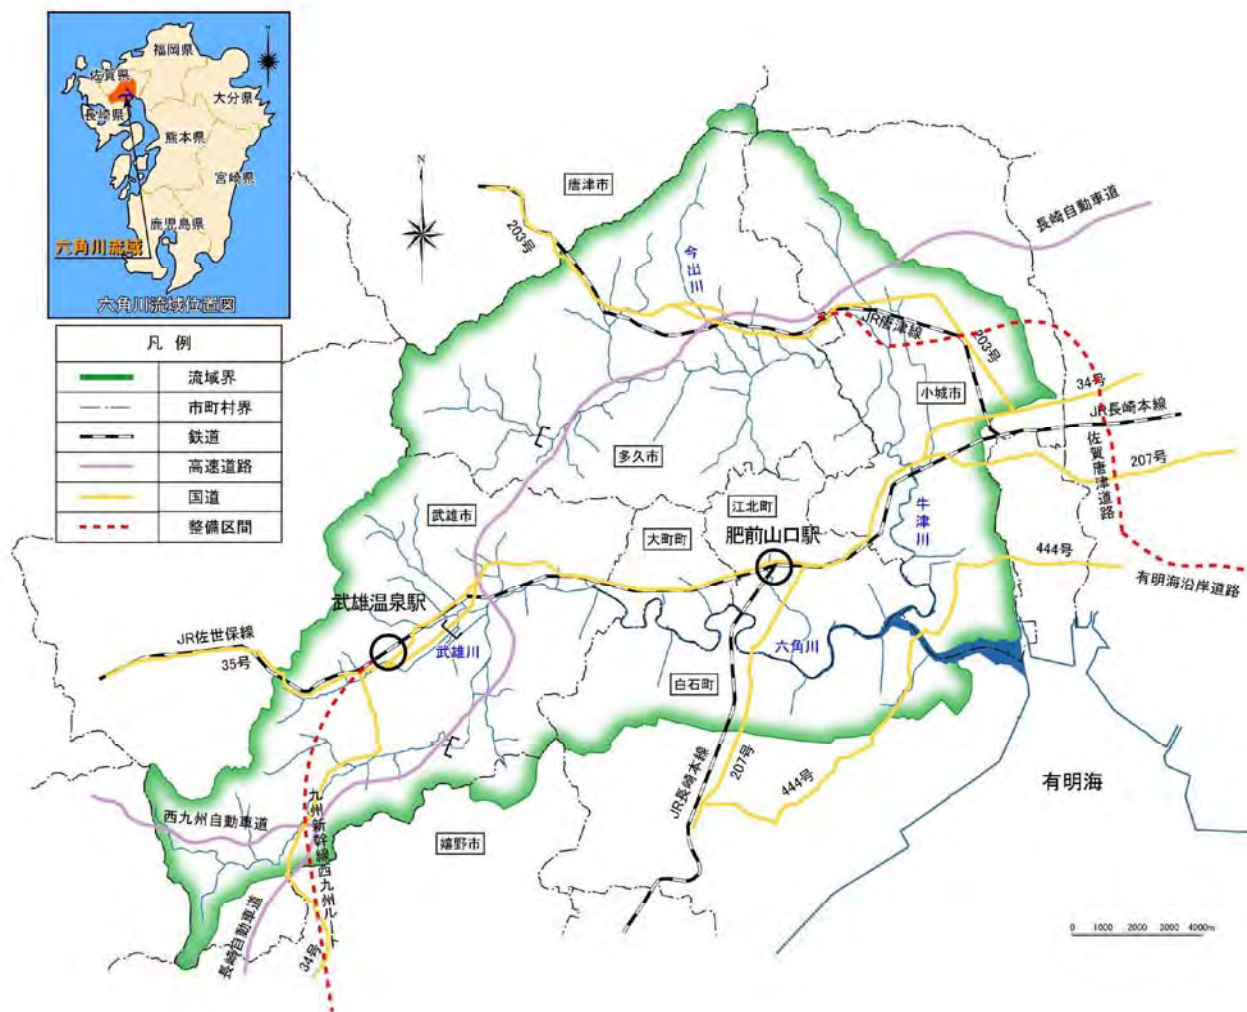 福岡県
佐賀県
大分県
長崎県
熊本県
宮崎県
鹿児島県
六角川流域
六角川流域位置図
凡 例
流域界
市町村界
鉄道
高速道路
国道
整備区間
N
唐津市
203号
今出川
長崎自動車道
JR唐津線
203号
小城市
34号
JR長崎本線
佐賀唐津道路
207号
多久市
武雄市
江北町
大町町
肥前山口駅
牛津川
444号
有明海沿岸道路
武雄温泉駅
JR佐世保線
35号
武雄川
六角川
白石町
JR長崎本線
207号
444号
有明海
西九州自動車道
九州新幹線西九州ルート
嬉野市
長崎自動車道
34号
0 1000 2000 3000 4000m